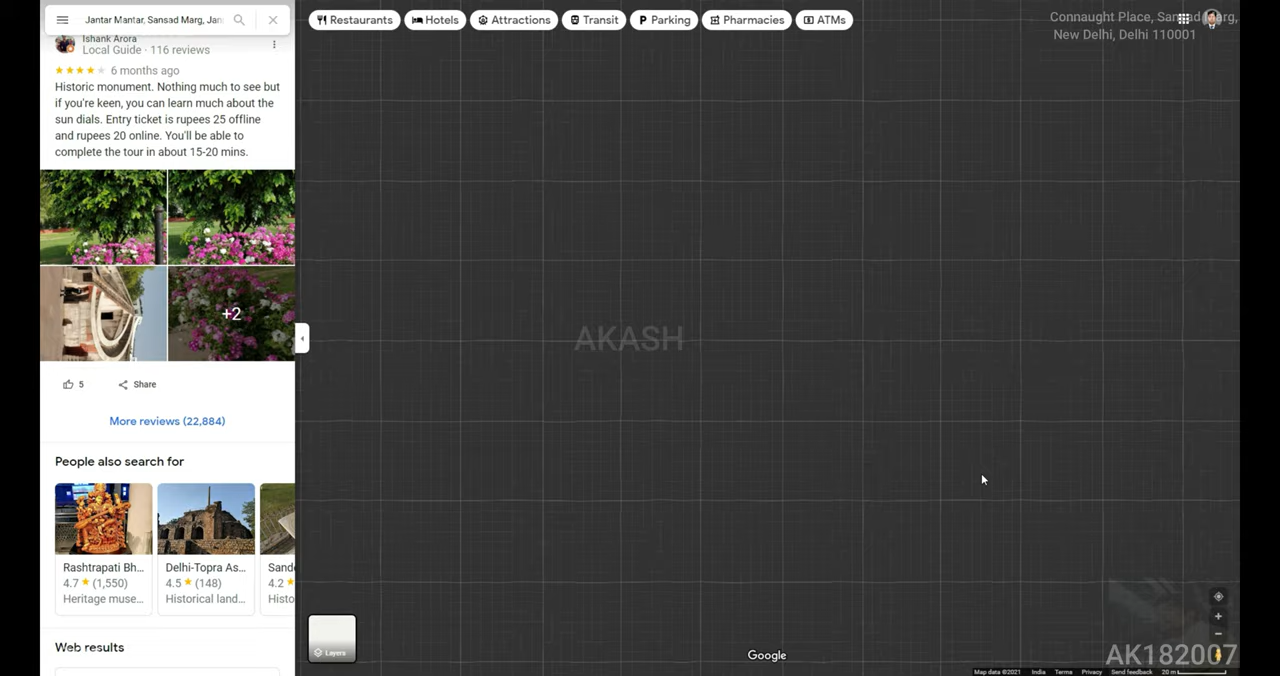 Jantar Mantar, Sansad Marg, Jan
Restaurants
Hotels
Attractions
Transit
Parking
Pharmacies
ATMs
Connaught Place, Sansad Marg,
New Delhi, Delhi 110001
Ishank Arora
Local Guide · 116 reviews
6 months ago
Historic monument. Nothing much to see but
if you're keen, you can learn much about the
sun dials. Entry ticket is rupees 25 offline
and rupees 20 online. You'll be able to
complete the tour in about 15-20 mins.
+2
5
Share
More reviews (22,884)
People also search for
Rashtrapati Bh...
4.7 ★ (1,550)
Heritage muse...
Delhi-Topra As...
4.5 ★ (148)
Historical land...
Sand
4.2 ★
Histo
Web results
AKASH
Layers
Google
AK182007
Map data ©2021
India
Terms
Privacy
Send feedback
20 m